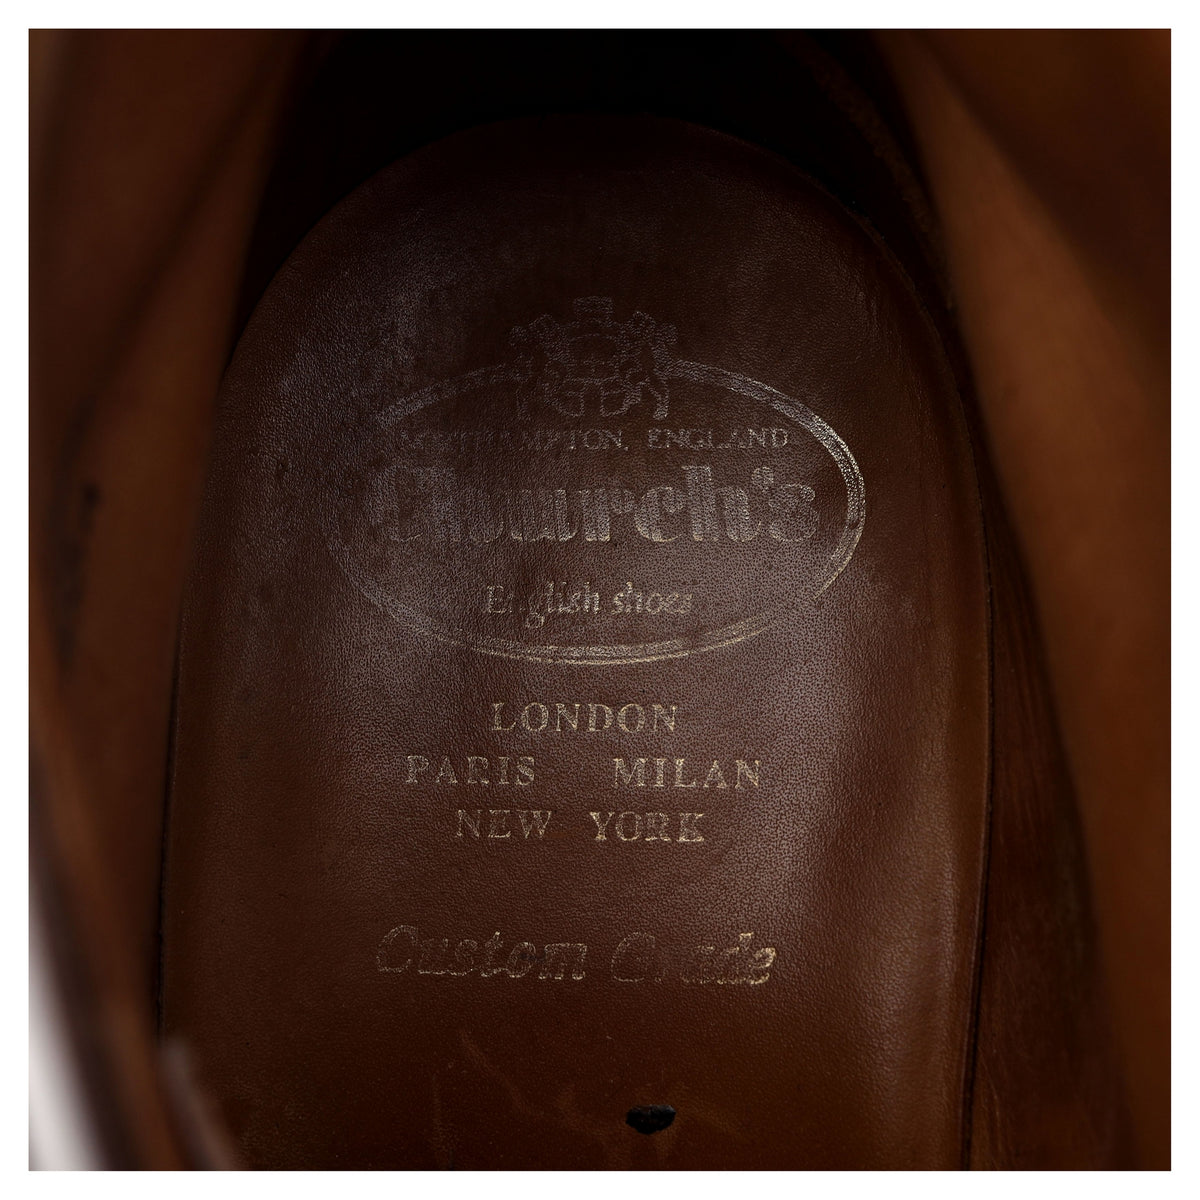 NORTHAMPTON, ENGLAND
Church's
English shoes
LONDON
PARIS MILAN
NEW YORK
Custom Grade